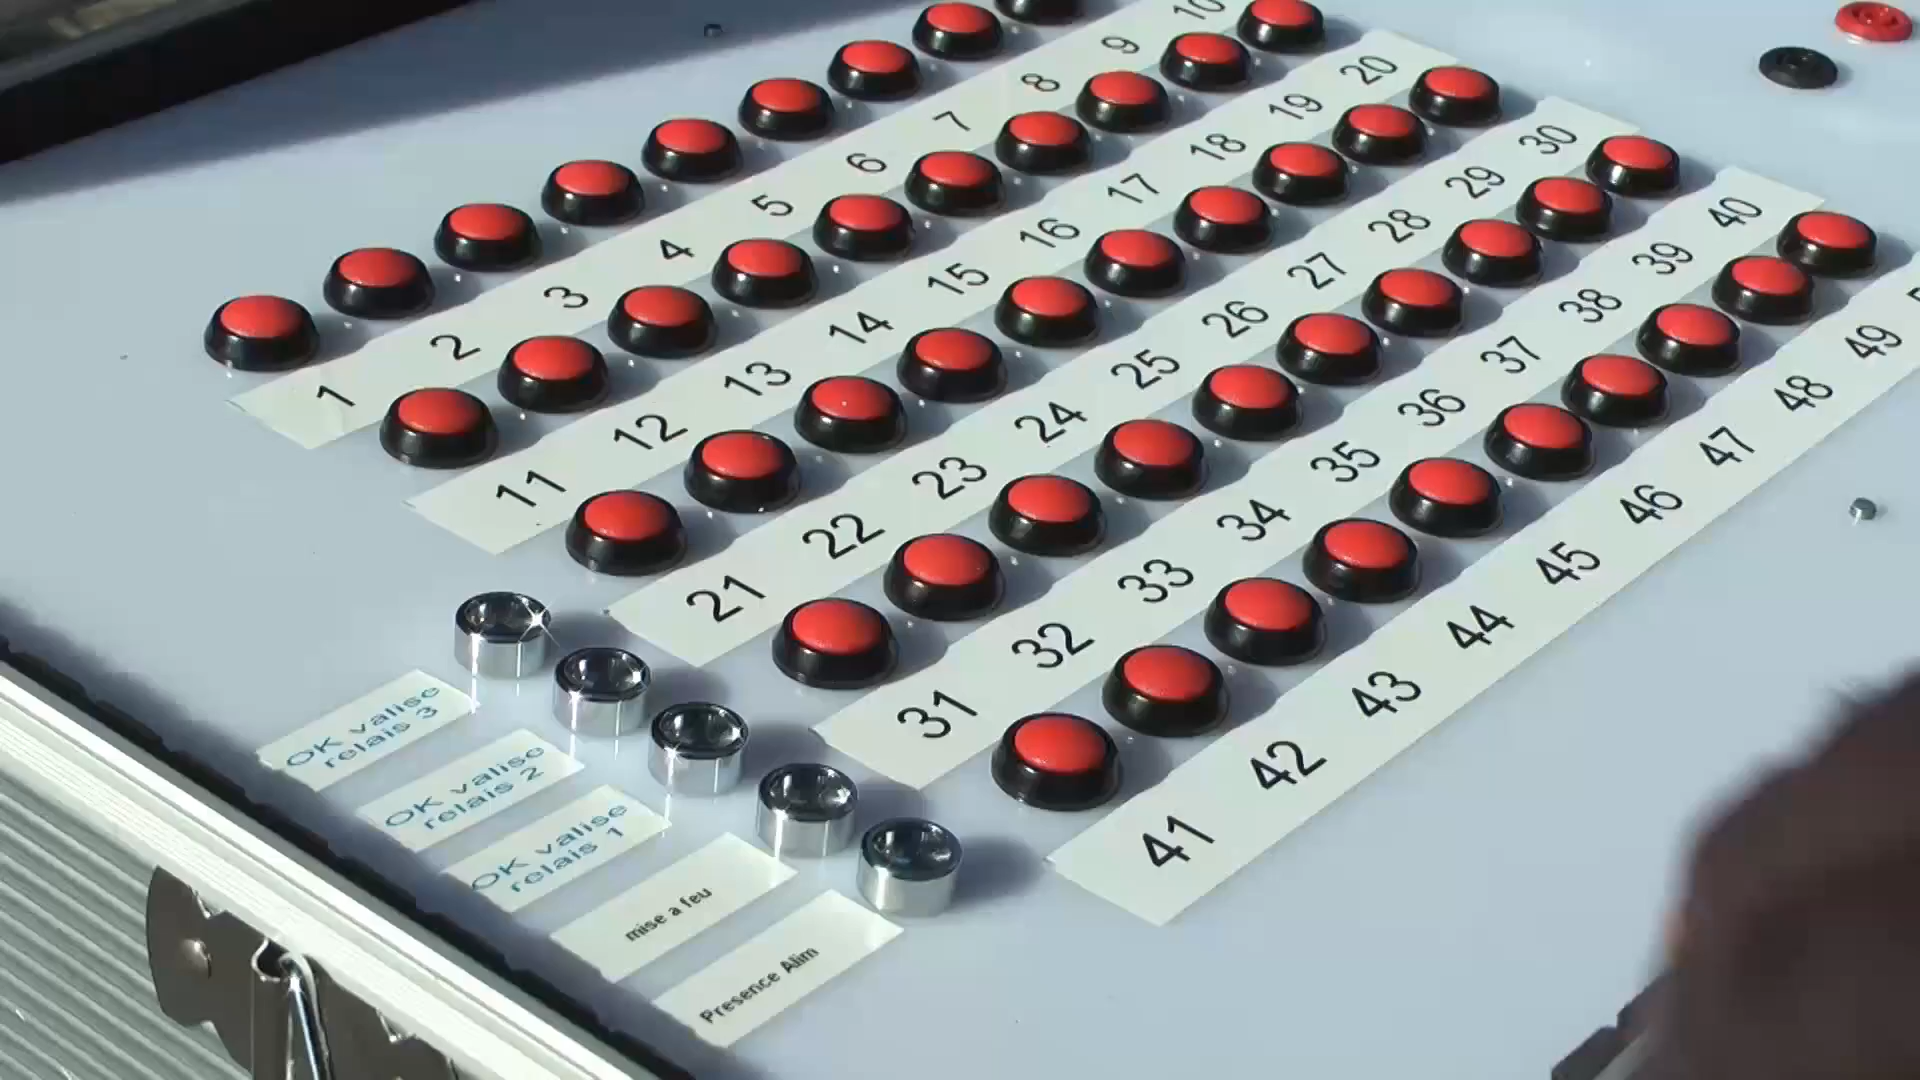 1 2 3 4 5 6 7 8 9 10
11 12 13 14 15 16 17 18 19 20
21 22 23 24 25 26 27 28 29 30
31 32 33 34 35 36 37 38 39 40
41 42 43 44 45 46 47 48 49
OK valise
relais 3
OK valise
relais 2
OK valise
relais 1
mise a feu
Presence Alim